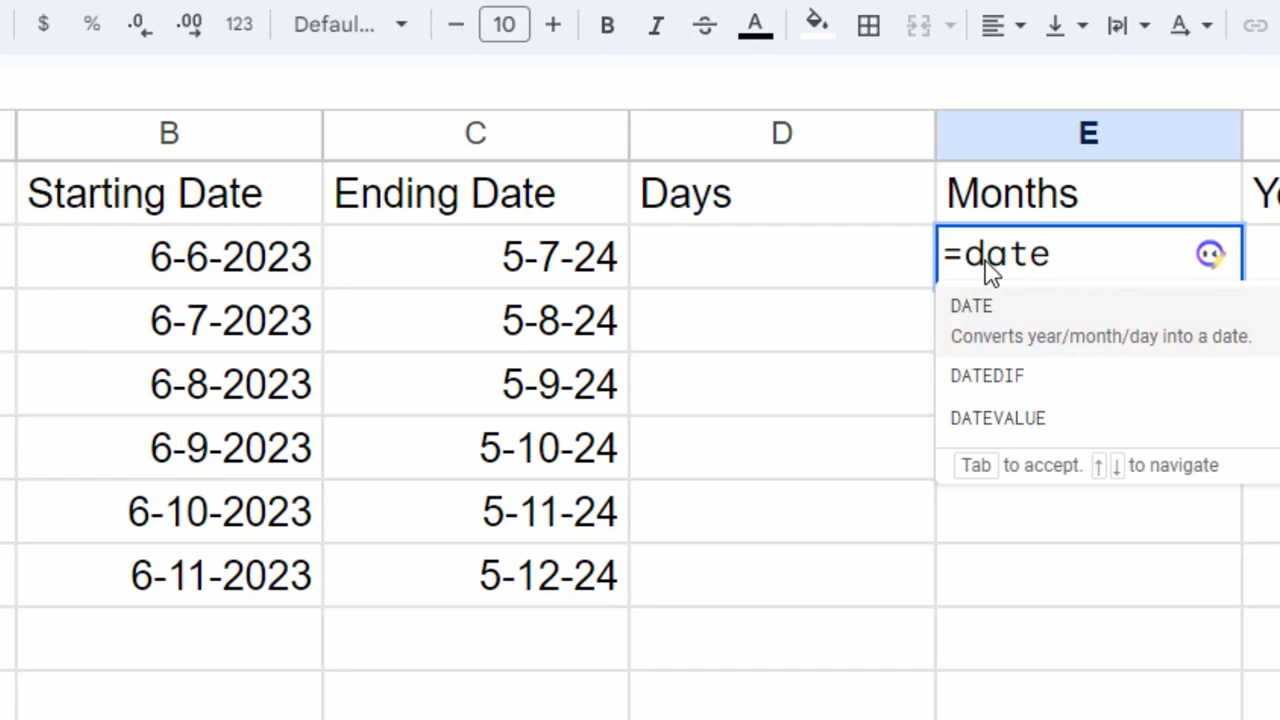 $ % .0 .00 123 Defaul... − 10 + B I S A A
B C D E
Starting Date Ending Date Days Months
6-6-2023 5-7-24 =date
6-7-2023 5-8-24
6-8-2023 5-9-24
6-9-2023 5-10-24
6-10-2023 5-11-24
6-11-2023 5-12-24
DATE
Converts year/month/day into a date.
DATEDIF
DATEVALUE
Tab to accept. ↑ ↓ to navigate